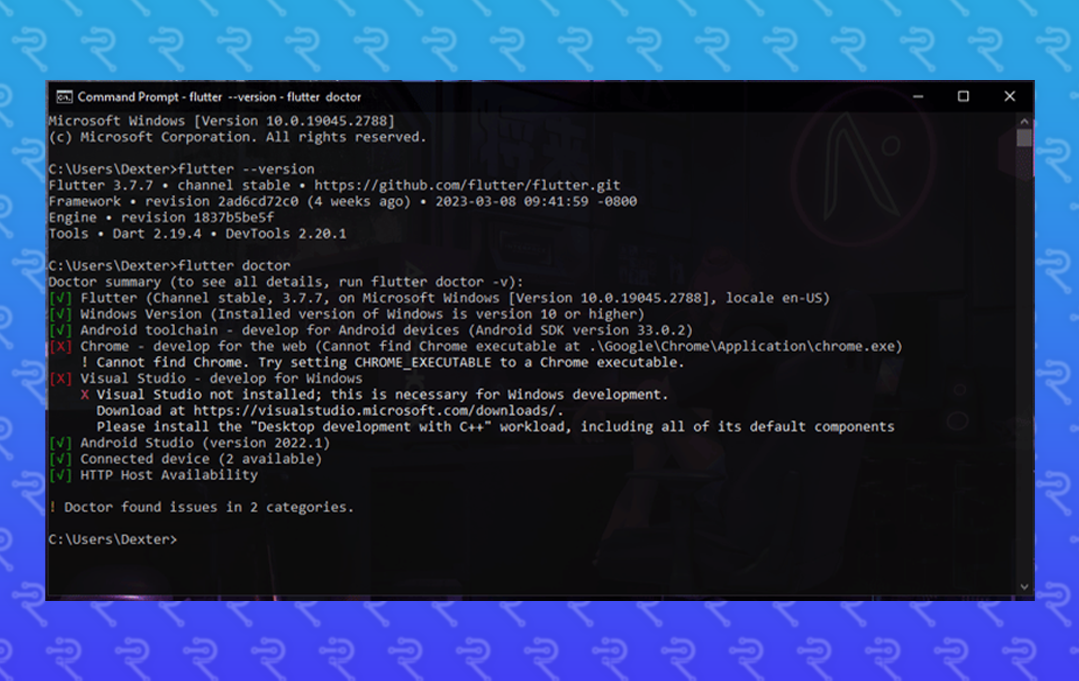 Command Prompt - flutter  --version - flutter  doctor
Microsoft Windows [Version 10.0.19045.2788]
(c) Microsoft Corporation. All rights reserved.
C:\Users\Dexter>flutter --version
Flutter 3.7.7 • channel stable • https://github.com/flutter/flutter.git
Framework • revision 2ad6cd72c0 (4 weeks ago) • 2023-03-08 09:41:59 -0800
Engine • revision 1837b5be5f
Tools • Dart 2.19.4 • DevTools 2.20.1
C:\Users\Dexter>flutter doctor
Doctor summary (to see all details, run flutter doctor -v):
[√] Flutter (Channel stable, 3.7.7, on Microsoft Windows [Version 10.0.19045.2788], locale en-US)
[√] Windows Version (Installed version of Windows is version 10 or higher)
[√] Android toolchain - develop for Android devices (Android SDK version 33.0.2)
[X] Chrome - develop for the web (Cannot find Chrome executable at .\Google\Chrome\Application\chrome.exe)
! Cannot find Chrome. Try setting CHROME_EXECUTABLE to a Chrome executable.
[X] Visual Studio - develop for Windows
X Visual Studio not installed; this is necessary for Windows development.
Download at https://visualstudio.microsoft.com/downloads/.
Please install the "Desktop development with C++" workload, including all of its default components
[√] Android Studio (version 2022.1)
[√] Connected device (2 available)
[√] HTTP Host Availability
! Doctor found issues in 2 categories.
C:\Users\Dexter>